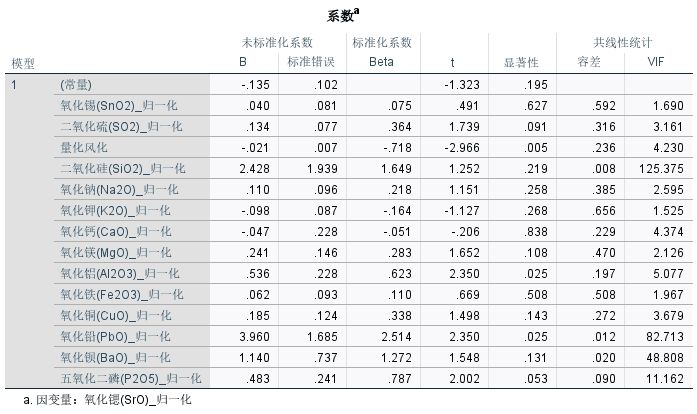 系数a
未标准化系数 标准化系数 共线性统计
模型 B 标准错误 Beta t 显著性 容差 VIF
1 (常量) -.135 .102 -1.323 .195
氧化锡(SnO2)_归一化 .040 .081 .075 .491 .627 .592 1.690
二氧化硫(SO2)_归一化 .134 .077 .364 1.739 .091 .316 3.161
量化风化 -.021 .007 -.718 -2.966 .005 .236 4.230
二氧化硅(SiO2)_归一化 2.428 1.939 1.649 1.252 .219 .008 125.375
氧化钠(Na2O)_归一化 .110 .096 .218 1.151 .258 .385 2.595
氧化钾(K2O)_归一化 -.098 .087 -.164 -1.127 .268 .656 1.525
氧化钙(CaO)_归一化 -.047 .228 -.051 -.206 .838 .229 4.374
氧化镁(MgO)_归一化 .241 .146 .283 1.652 .108 .470 2.126
氧化铝(Al2O3)_归一化 .536 .228 .623 2.350 .025 .197 5.077
氧化铁(Fe2O3)_归一化 .062 .093 .110 .669 .508 .508 1.967
氧化铜(CuO)_归一化 .185 .124 .338 1.498 .143 .272 3.679
氧化铅(PbO)_归一化 3.960 1.685 2.514 2.350 .025 .012 82.713
氧化钡(BaO)_归一化 1.140 .737 1.272 1.548 .131 .020 48.808
五氧化二磷(P2O5)_归一化 .483 .241 .787 2.002 .053 .090 11.162
a. 因变量：氧化锶(SrO)_归一化